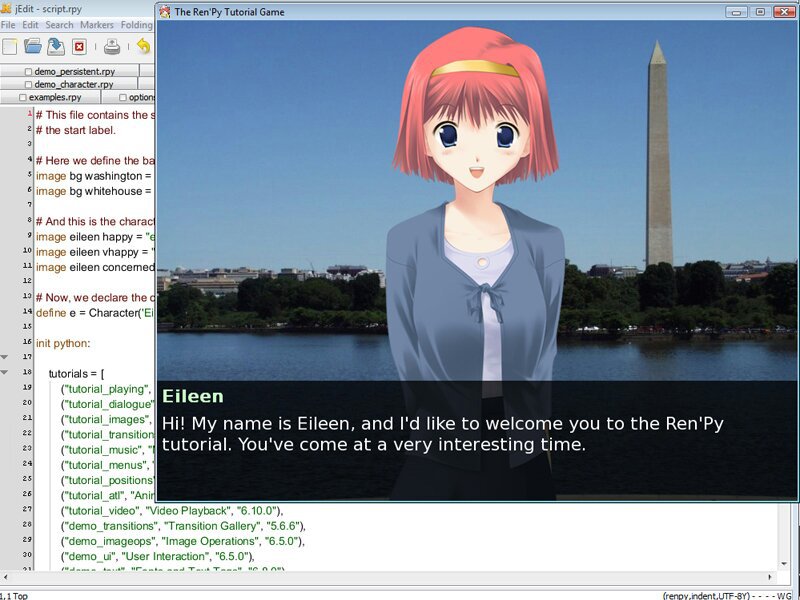 jEdit - script.rpy
File Edit Search Markers Folding
demo_persistent.rpy
demo_character.rpy
examples.rpy
The Ren'Py Tutorial Game
1 # This file contains the s
2 # the start label.
3
4 # Here we define the ba
5 image bg washington =
6 image bg whitehouse =
7
8 # And this is the charact
9 image eileen happy = "e
10 image eileen vhappy = "
11 image eileen concerned
12
13 # Now, we declare the c
14 define e = Character('Ei
15
16 init python:
17
18 tutorials = [
19 ("tutorial_playing",
20 ("tutorial_dialogue"
21 ("tutorial_images",
22 ("tutorial_transition
23 ("tutorial_music",
24 ("tutorial_menus",
25 ("tutorial_positions
26 ("tutorial_atl", "Anim
27 ("tutorial_video", "Video Playback", "6.10.0"),
28 ("demo_transitions", "Transition Gallery", "5.6.6"),
29 ("demo_imageops", "Image Operations", "6.5.0"),
30 ("demo_ui", "User Interaction", "6.5.0"),
Eileen
Hi! My name is Eileen, and I'd like to welcome you to the Ren'Py
tutorial. You've come at a very interesting time.
1,1 Top
(renpy,indent,UTF-8) - - - - WG